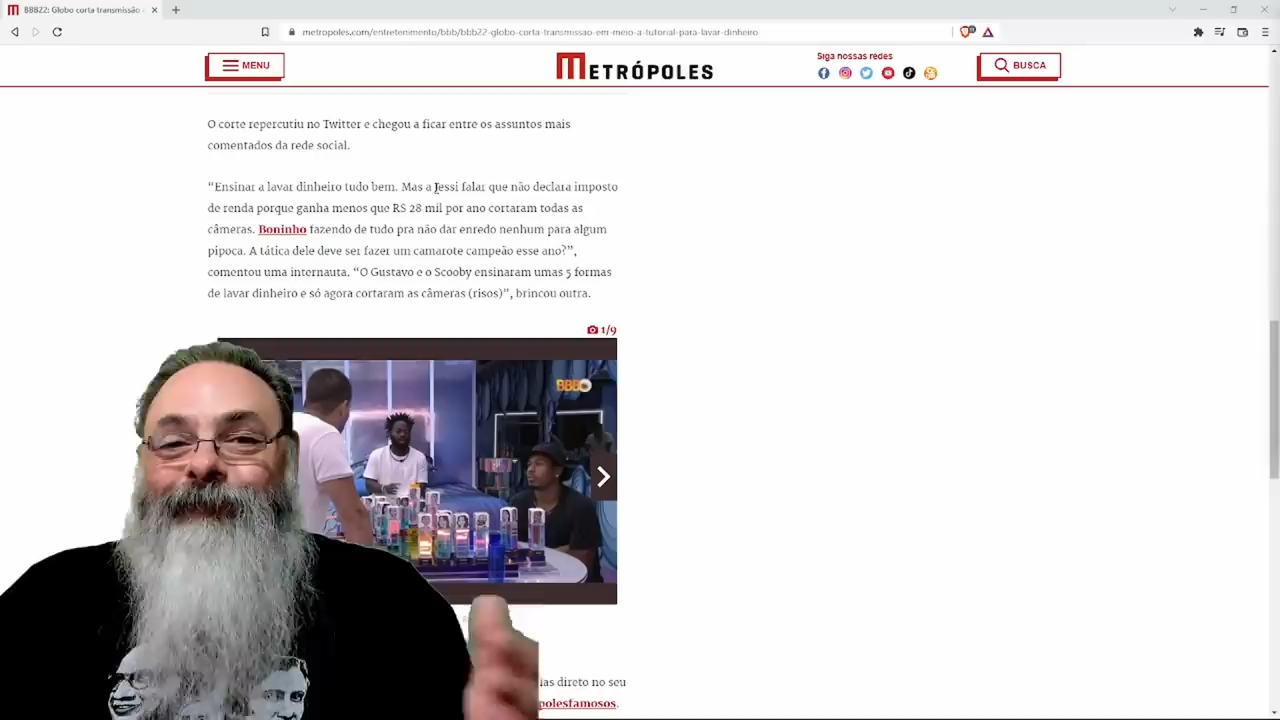 BBB22: Globo corta transmissão
metropoles.com/entretenimento/bbb/bbb22-globo-corta-transmissao-em-meio-a-tutorial-para-lavar-dinheiro
MENU
METRÓPOLES
Siga nossas redes
BUSCA
O corte repercutiu no Twitter e chegou a ficar entre os assuntos mais
comentados da rede social.
“Ensinar a lavar dinheiro tudo bem. Mas a Jessi falar que não declara imposto
de renda porque ganha menos que R$ 28 mil por ano cortaram todas as
câmeras. Boninho fazendo de tudo pra não dar enredo nenhum para algum
pipoca. A tática dele deve ser fazer um camarote campeão esse ano?”,
comentou uma internauta. “O Gustavo e o Scooby ensinaram umas 5 formas
de lavar dinheiro e só agora cortaram as câmeras (risos)”, brincou outra.
1/9
BBB
ias direto no seu
polesfamosos.